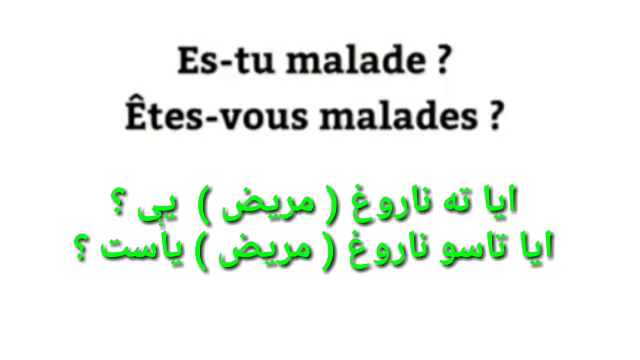 Es-tu malade ?
Êtes-vous malades ?
ایا ته ناروغ ( مریض ) یې ؟
ایا تاسو ناروغ ( مریض ) یاست ؟